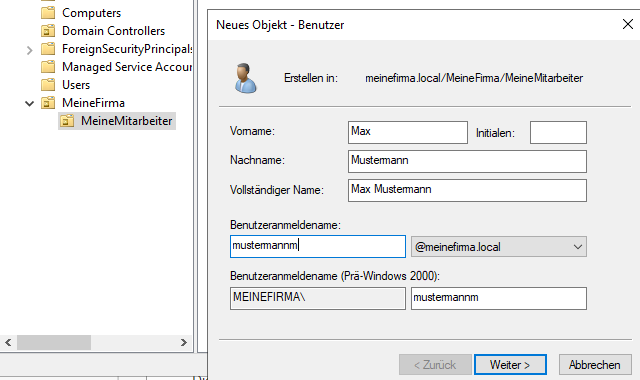 Computers
Domain Controllers
ForeignSecurityPrincipals
Managed Service Accou
Users
MeineFirma
MeineMitarbeiter
Neues Objekt - Benutzer
Erstellen in: meinefirma.local/MeineFirma/MeineMitarbeiter
Vorname: Max Initialen:
Nachname: Mustermann
Vollständiger Name: Max Mustermann
Benutzeranmeldename:
mustermannm @meinefirma.local
Benutzeranmeldename (Prä-Windows 2000):
MEINEFIRMA\ mustermannm
< Zurück Weiter > Abbrechen